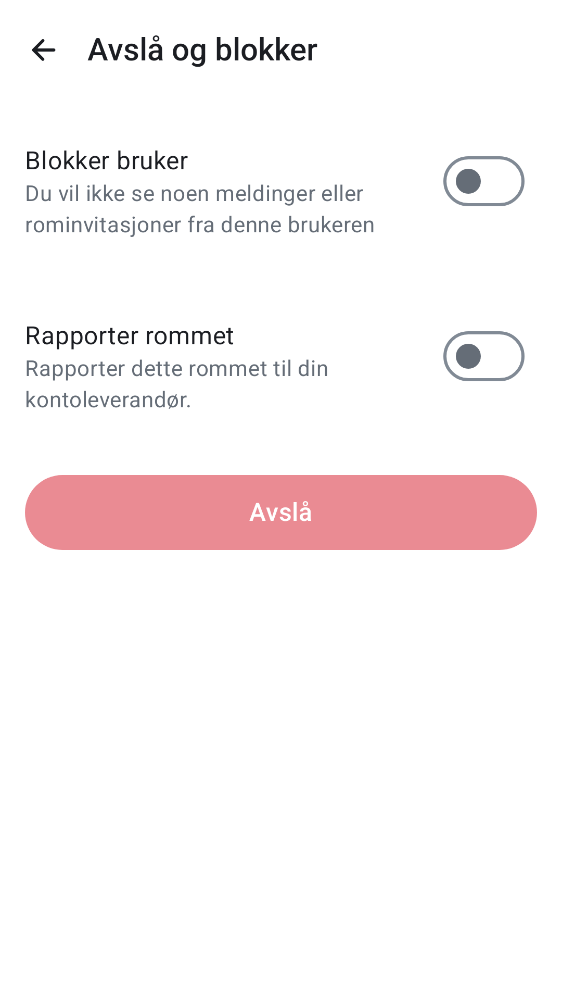 Avslå og blokker
Blokker bruker
Du vil ikke se noen meldinger eller
rominvitasjoner fra denne brukeren
Rapporter rommet
Rapporter dette rommet til din
kontoleverandør.
Avslå